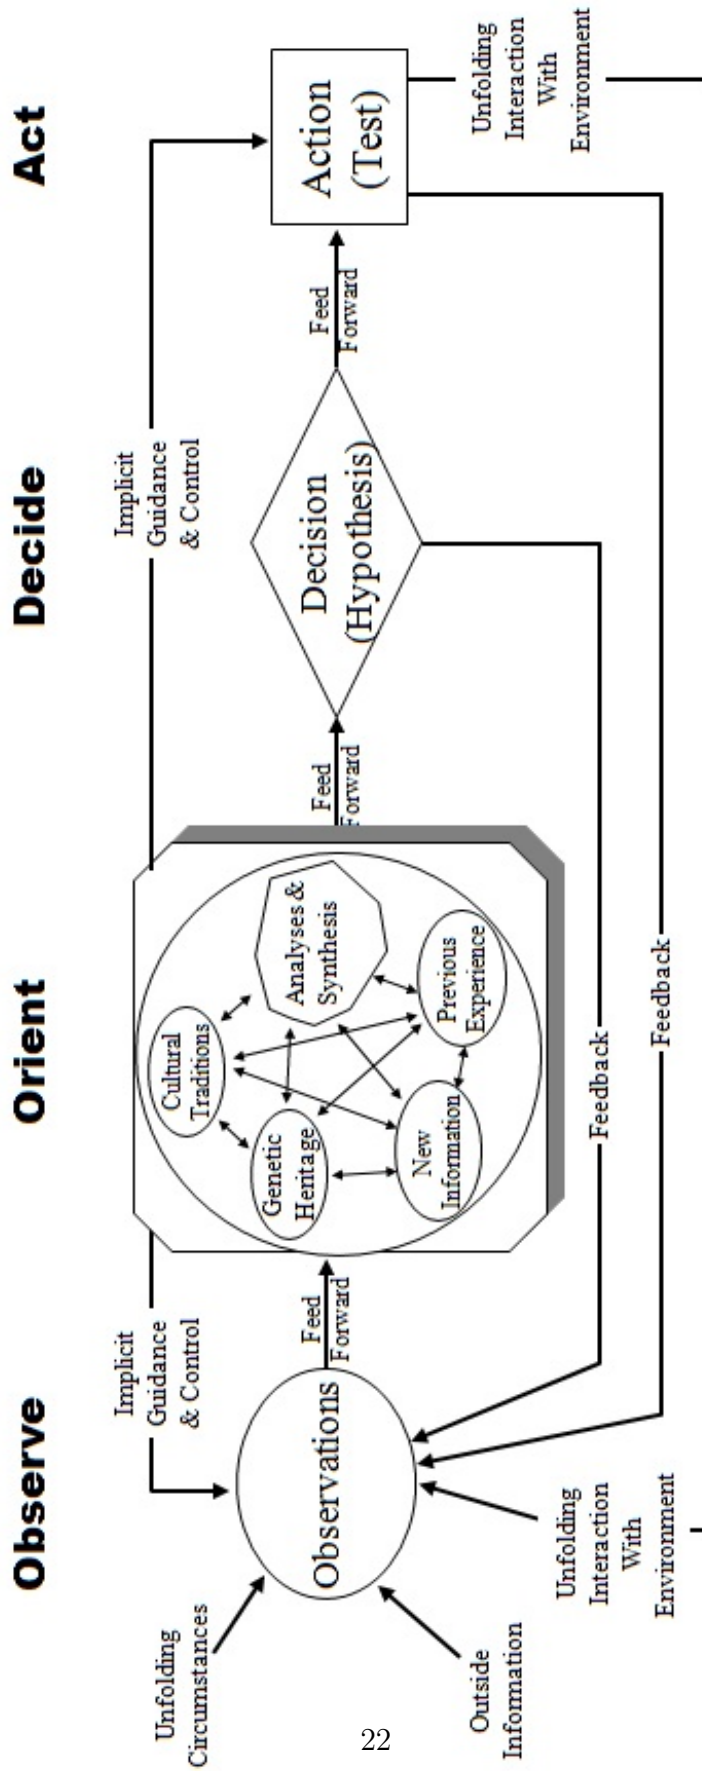 Observe
Orient
Decide
Act
Implicit
Guidance
& Control
Implicit
Guidance
& Control
Unfolding
Circumstances
Observations
Feed
Forward
Cultural
Traditions
Genetic
Heritage
Analyses &
Synthesis
New
Information
Previous
Experience
Feed
Forward
Decision
(Hypothesis)
Feed
Forward
Action
(Test)
Outside
Information
Unfolding
Interaction
With
Environment
Feedback
Feedback
Unfolding
Interaction
With
Environment
22